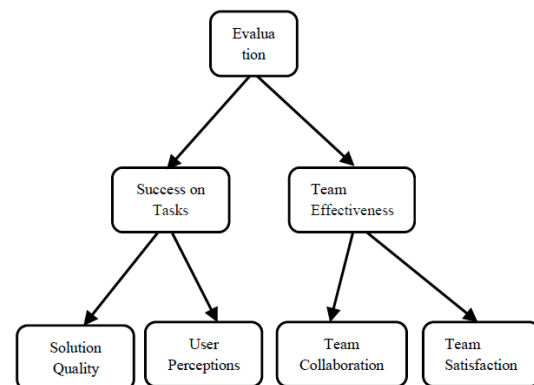 Evalua
tion
Success on
Tasks
Team
Effectiveness
Solution
Quality
User
Perceptions
Team
Collaboration
Team
Satisfaction